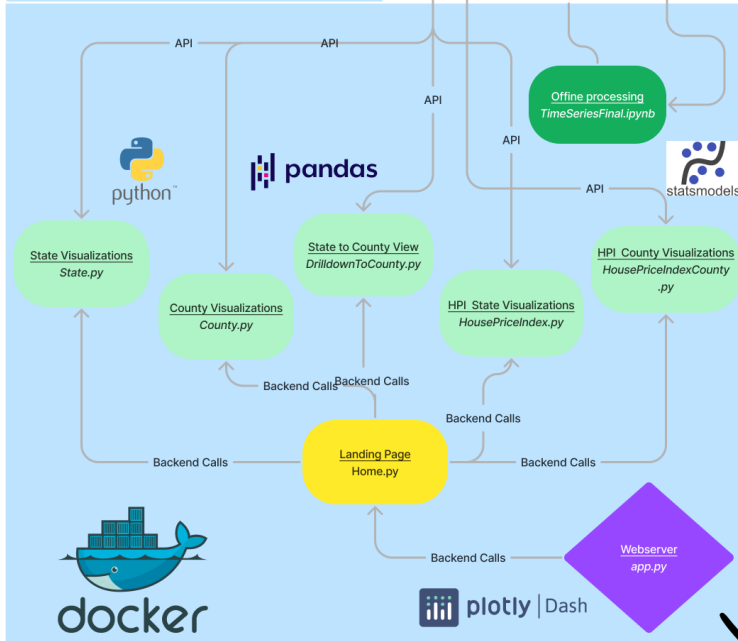 API
API
API
Offine processing
TimeSeriesFinal.ipynb
API
python™
pandas
API
statsmodels
State Visualizations
State.py
State to County View
DrilldownToCounty.py
HPI County Visualizations
HousePriceIndexCounty
.py
County Visualizations
County.py
HPI State Visualizations
HousePriceIndex.py
Backend Calls
Backend Calls
Backend Calls
Landing Page
Home.py
Backend Calls
Backend Calls
Webserver
app.py
Backend Calls
docker
plotly | Dash